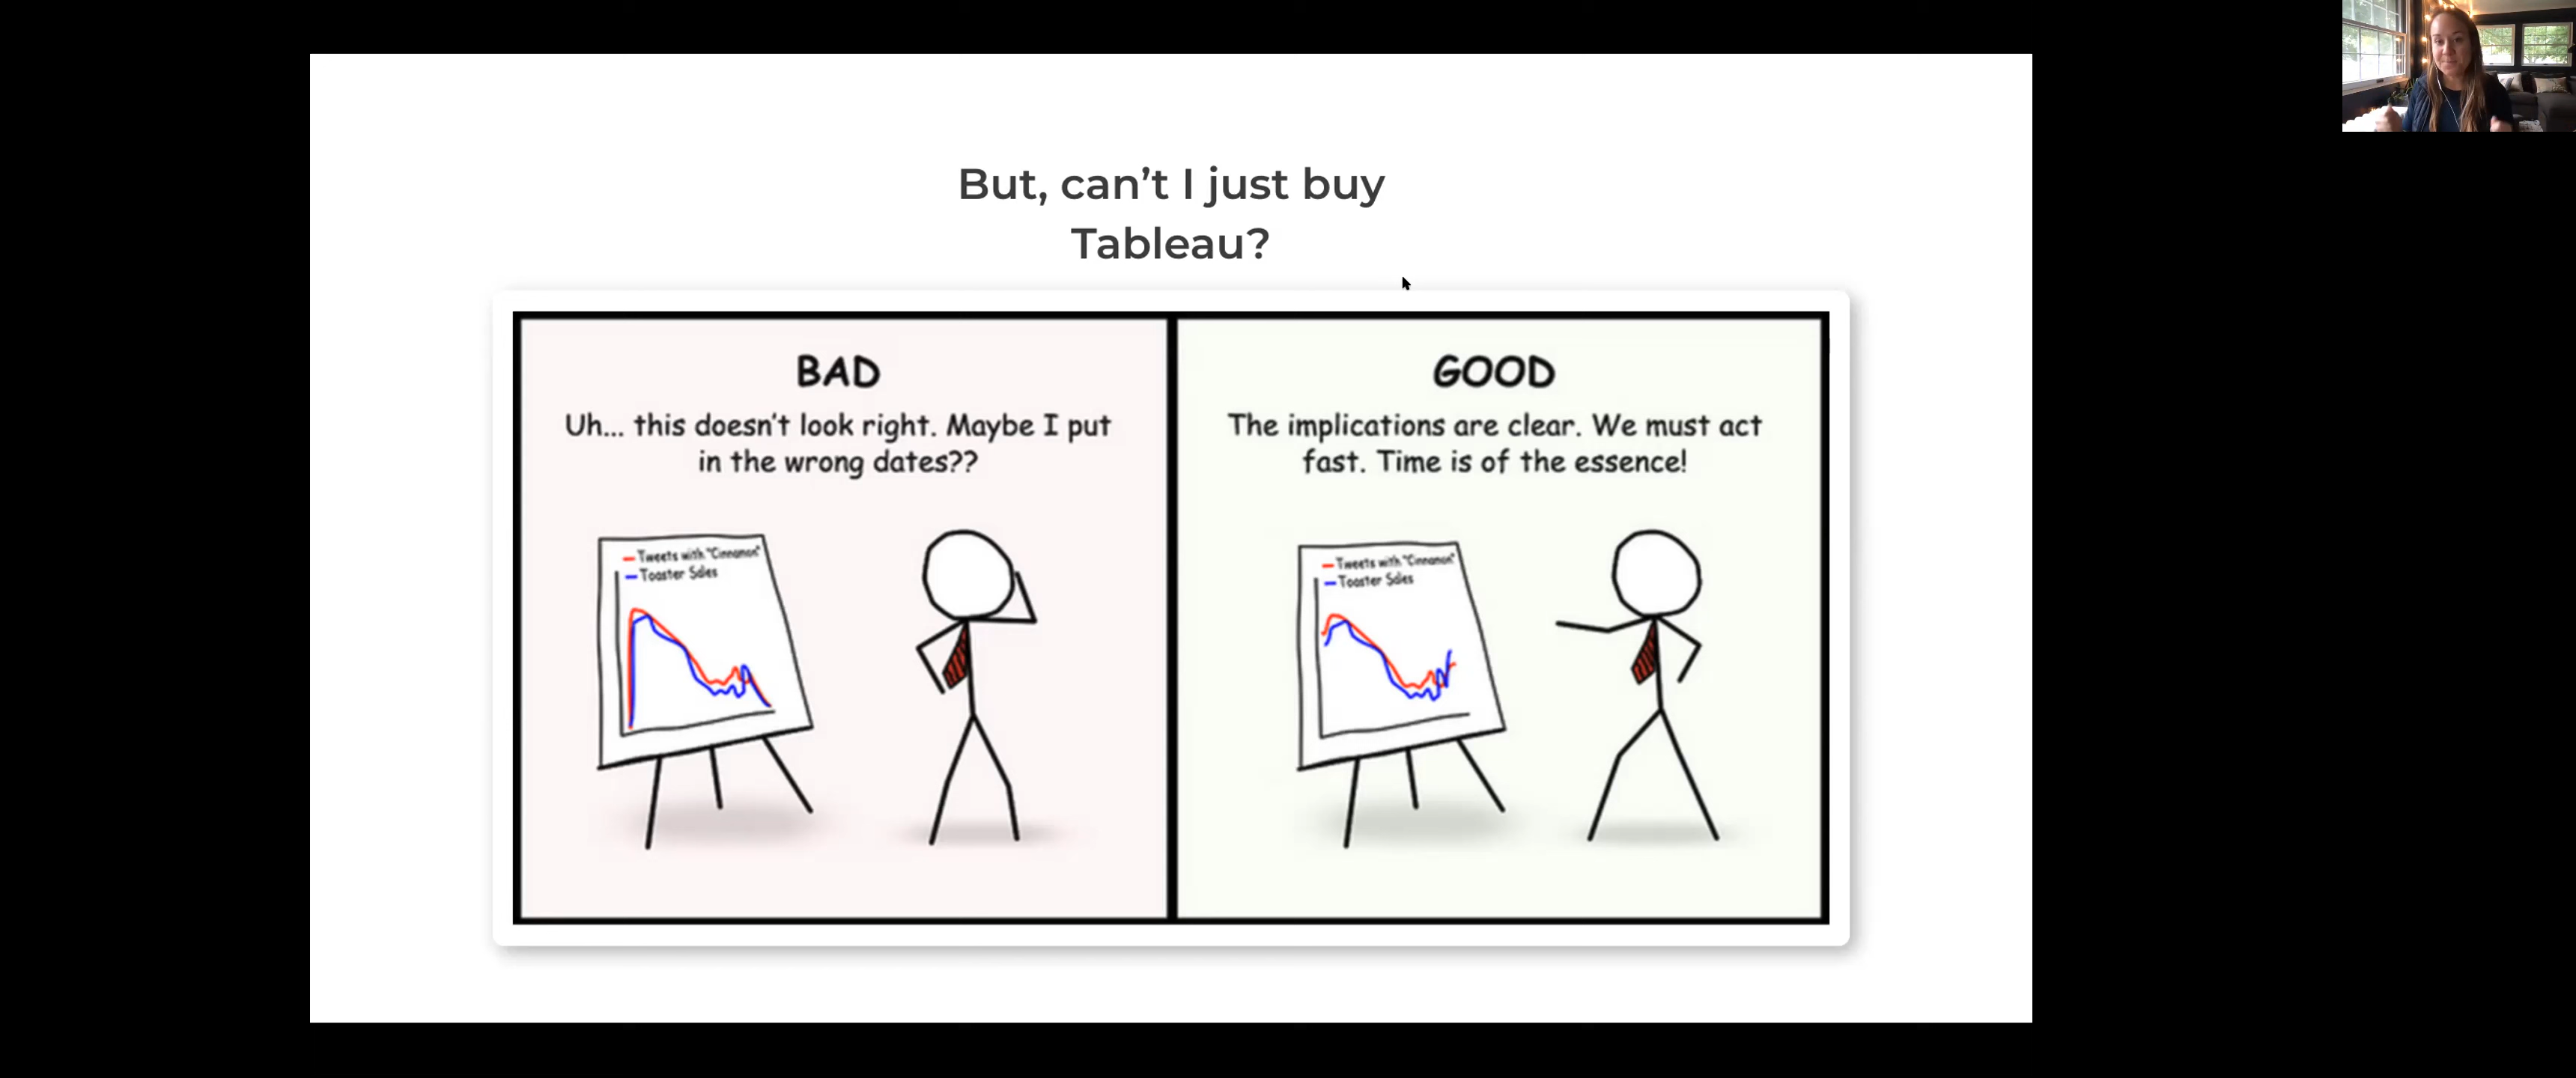 But, can’t I just buy
Tableau?
BAD
Uh... this doesn't look right. Maybe I put
in the wrong dates??
Tweets with "Cinnamon"
Toaster Sales
GOOD
The implications are clear. We must act
fast. Time is of the essence!
Tweets with "Cinnamon"
Toaster Sales